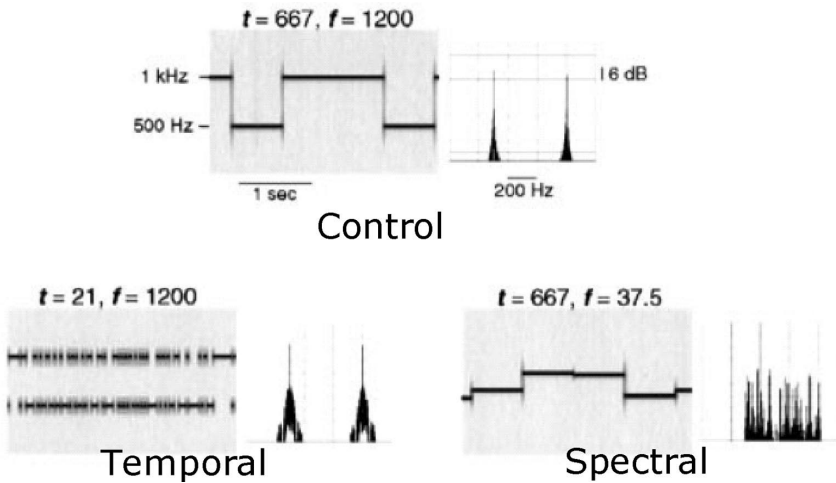 t = 667, f = 1200
1 kHz
500 Hz
16 dB
1 sec
200 Hz
Control
t = 21, f = 1200
t = 667, f = 37.5
Temporal
Spectral